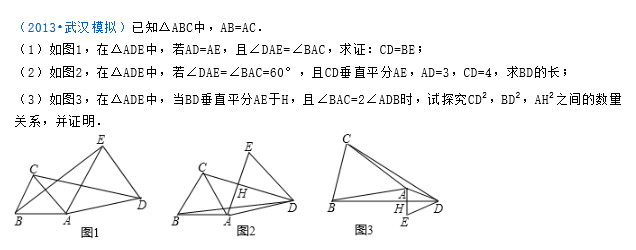 （2013•武汉模拟）已知△ABC中，AB=AC．
（1）如图1，在△ADE中，若AD=AE，且∠DAE=∠BAC，求证：CD=BE；
（2）如图2，在△ADE中，若∠DAE=∠BAC=60°，且CD垂直平分AE，AD=3，CD=4，求BD的长；
（3）如图3，在△ADE中，当BD垂直平分AE于H，且∠BAC=2∠ADB时，试探究CD²，BD²，AH²之间的数量
关系，并证明．
E
C
D
B
A
图1
E
C
H
D
B
A
图2
C
A
B
H
D
E
图3